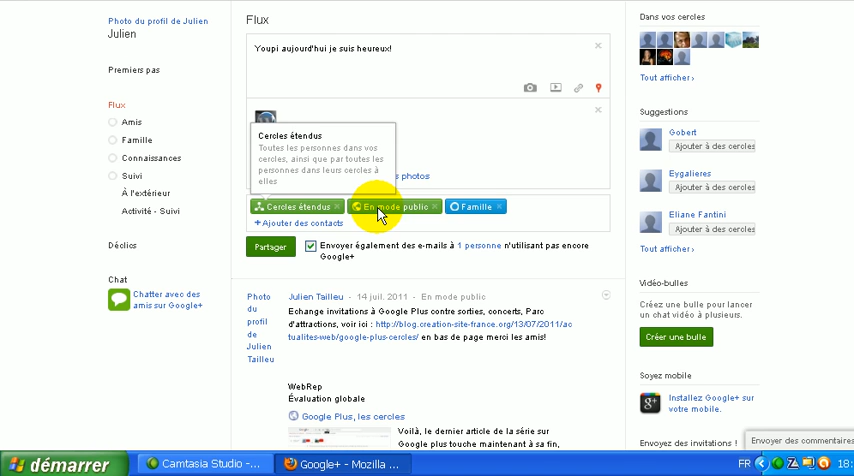 Photo du profil de Julien
Julien
Premiers pas
Flux
Amis
Famille
Connaissances
Suivi
À l'extérieur
Activité - Suivi
Déclics
Chat
Chatter avec des
amis sur Google+
Flux
Youpi aujourd'hui je suis heureux!
Cercles étendus
Toutes les personnes dans vos
cercles, ainsi que par toutes les
personnes dans leurs cercles à
elles
photos
Cercles étendus
En mode public
Famille
+Ajouter des contacts
Partager
Envoyer également des e-mails à 1 personne n'utilisant pas encore
Google+
Photo
du
profil
de
Julien
Tailleu
Julien Tailleu - 14 juil. 2011 - En mode public
Echange invitations à Google Plus contre sorties, concerts, Parc
d'attractions, voir ici : http://blog.creation-site-france.org/13/07/2011/ac
tualites-web/google-plus-cercles/ en bas de page merci les amis!
WebRep
Évaluation globale
Google Plus, les cercles
Voilà, le dernier article de la série sur
Google plus touche maintenant à sa fin,
Dans vos cercles
Tout afficher ›
Suggestions
Gobert
Ajouter à des cercles
Eygalieres
Ajouter à des cercles
Eliane Fantini
Ajouter à des cercles
Tout afficher ›
Vidéo-bulles
Créez une bulle pour lancer
un chat vidéo à plusieurs.
Créer une bulle
Soyez mobile
Installez Google+ sur
votre mobile.
Envoyez des invitations !
Envoyer des commentaires
démarrer
Camtasia Studio -...
Google+ - Mozilla ...
FR
18: